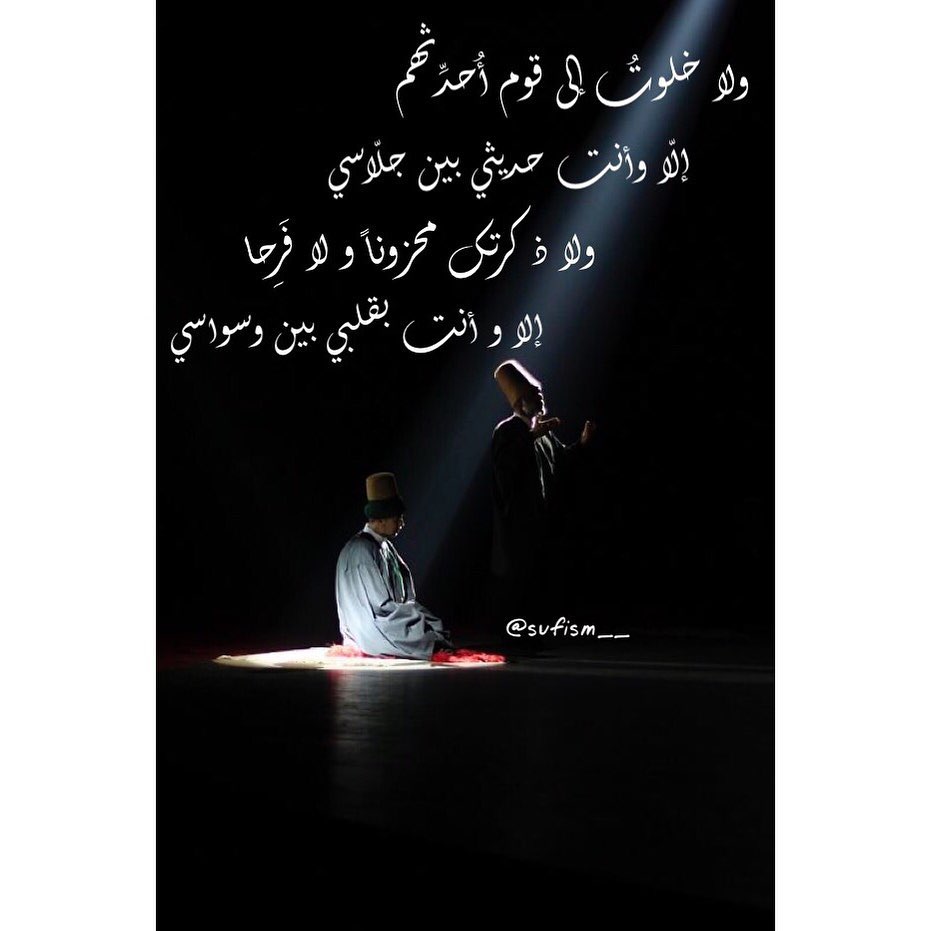 ولا خلوتُ إلى قوم أُحدِّثهم
إلّا وأنت حديثي بين جلّاسي
ولا ذكرتك محزوناً و لا فَرِحا
إلا و أنت بقلبي بين وسواسي
@sufism__